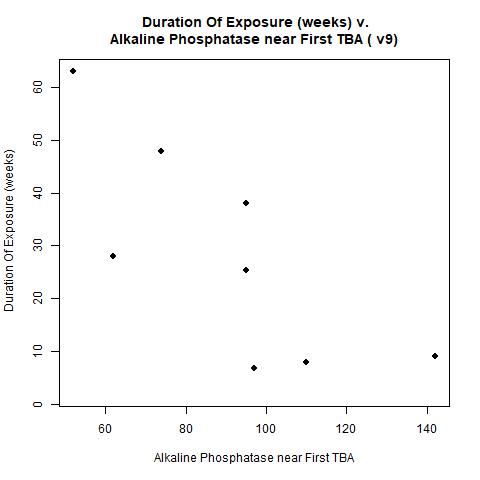 Duration Of Exposure (weeks) v.
Alkaline Phosphatase near First TBA ( v9)
Duration Of Exposure (weeks)
60
50
40
30
20
10
0
60 80 100 120 140
Alkaline Phosphatase near First TBA